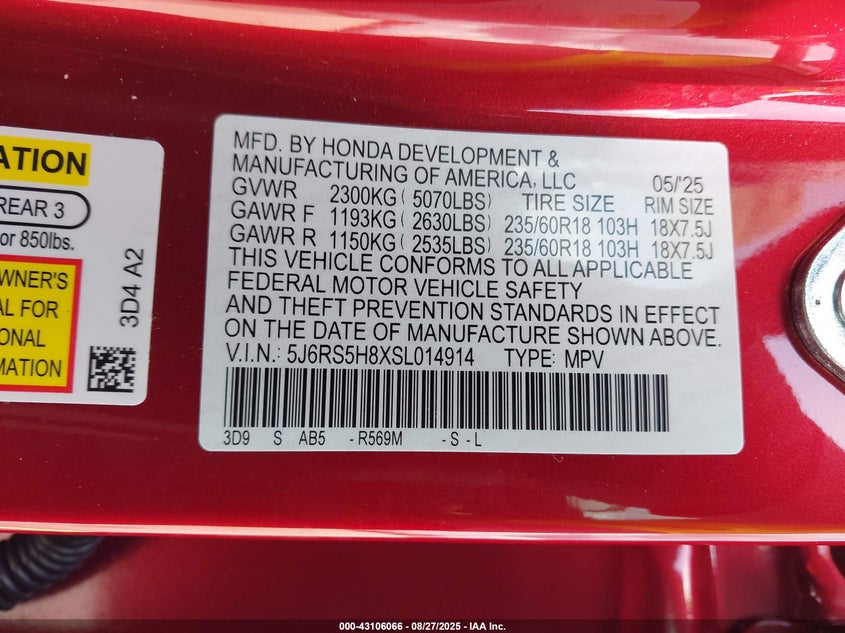 ATION
REAR 3
or 850lbs.
OWNER'S
AL FOR
IONAL
RMATION
3D4 A2
MFD. BY HONDA DEVELOPMENT &
MANUFACTURING OF AMERICA, LLC 05/'25
GVWR 2300KG ( 5070LBS) TIRE SIZE RIM SIZE
GAWR F 1193KG ( 2630LBS) 235/60R18 103H 18X7.5J
GAWR R 1150KG ( 2535LBS) 235/60R18 103H 18X7.5J
THIS VEHICLE CONFORMS TO ALL APPLICABLE
FEDERAL MOTOR VEHICLE SAFETY
AND THEFT PREVENTION STANDARDS IN EFFECT
ON THE DATE OF MANUFACTURE SHOWN ABOVE.
V.I.N.: 5J6RS5H8XSL014914 TYPE: MPV
3D9 S AB5 -R569M -S-L
000-43106066 - 08/27/2025 - IAA Inc.